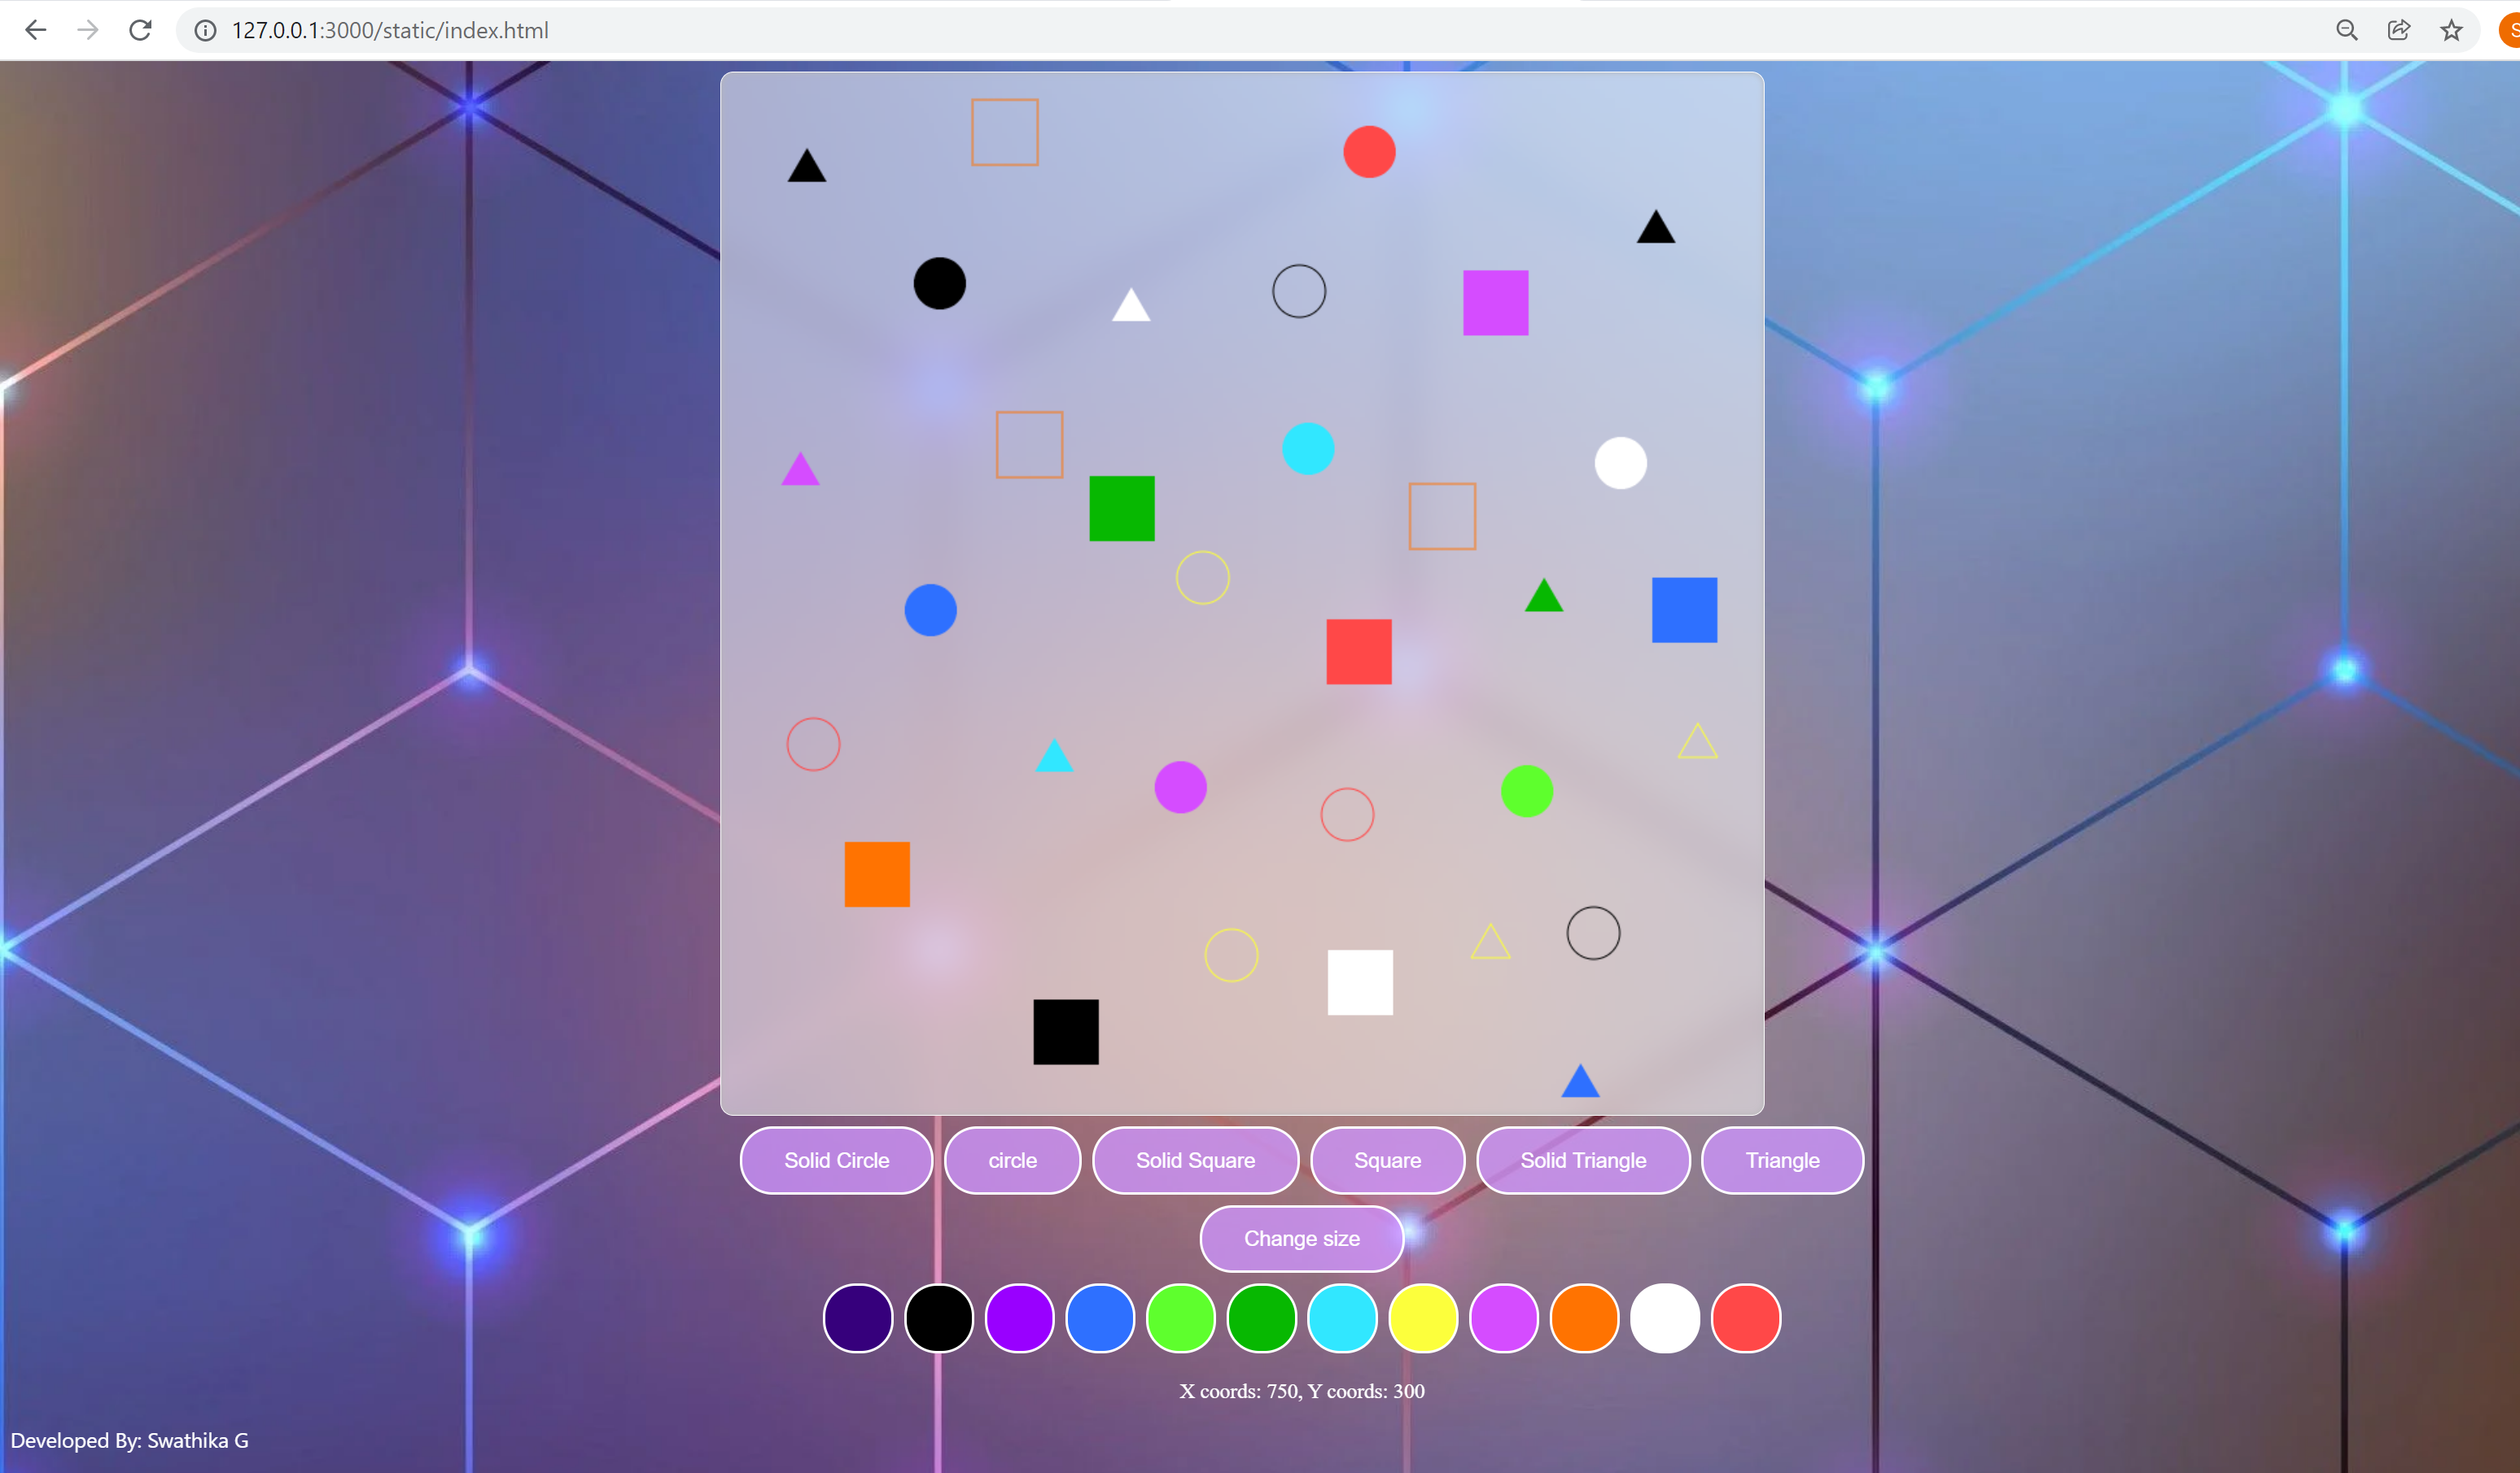 127.0.0.1:3000/static/index.html
S
Solid Circle circle Solid Square Square Solid Triangle Triangle
Change size
X coords: 750, Y coords: 300
Developed By: Swathika G